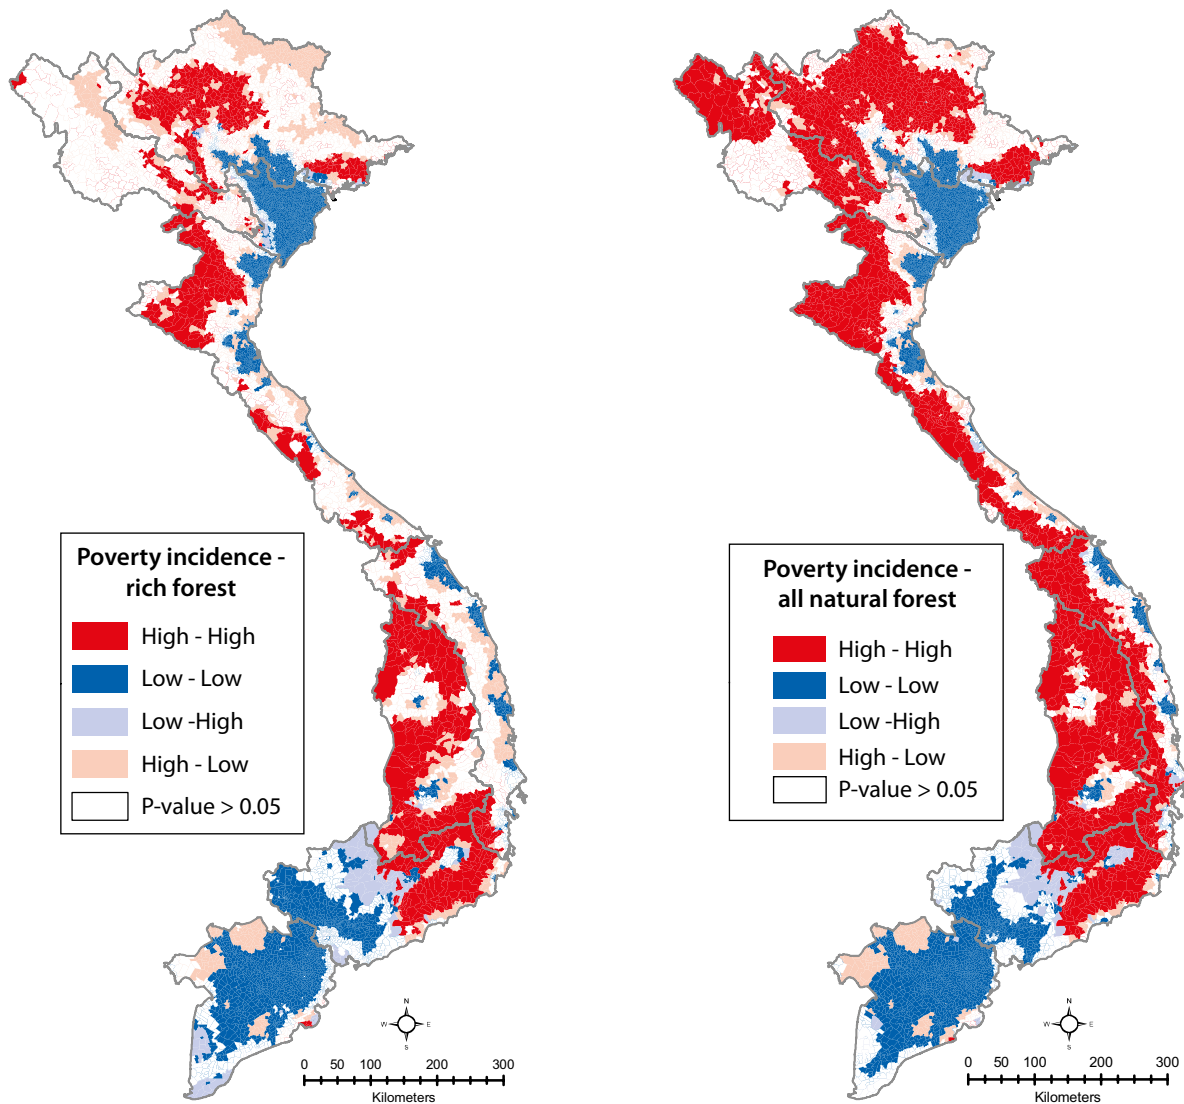 Poverty incidence -
rich forest
High - High
Low - Low
Low -High
High - Low
P-value > 0.05
N
W E
S
0 50 100 200 300
Kilometers
Poverty incidence -
all natural forest
High - High
Low - Low
Low -High
High - Low
P-value > 0.05
N
W E
S
0 50 100 200 300
Kilometers